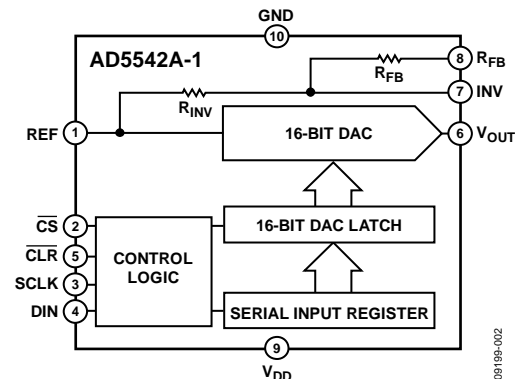 GND
10
AD5542A-1
RFB
8
RFB
RINV
7
INV
REF
1
16-BIT DAC
6
VOUT
CS
2
16-BIT DAC LATCH
CLR
5
CONTROL
LOGIC
SCLK
3
DIN
4
SERIAL INPUT REGISTER
9
VDD
09199-002